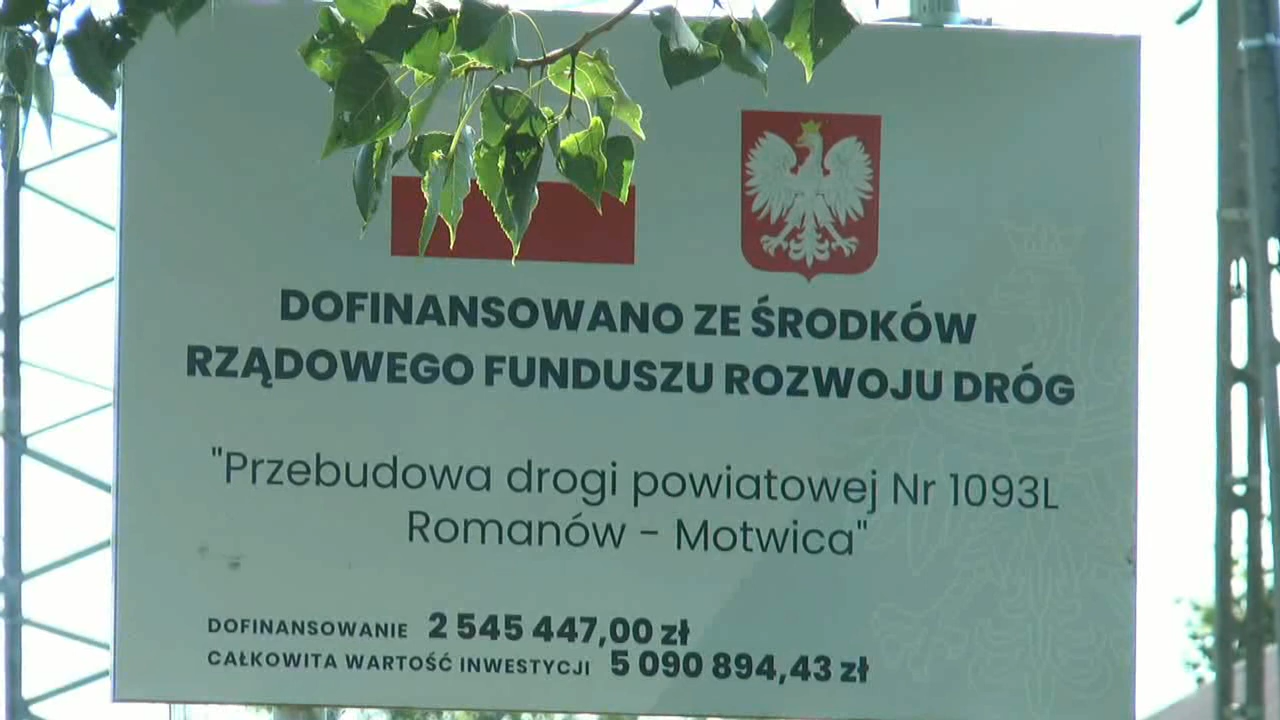 DOFINANSOWANO ZE ŚRODKÓW
RZĄDOWEGO FUNDUSZU ROZWOJU DRÓG
"Przebudowa drogi powiatowej Nr 1093L
Romanów - Motwica"
DOFINANSOWANIE 2 545 447,00 zł
CAŁKOWITA WARTOŚĆ INWESTYCJI 5 090 894,43 zł